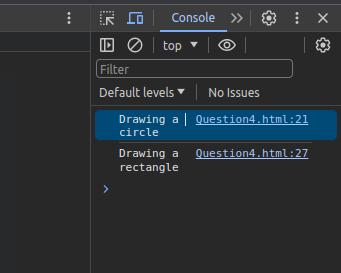 Console
top
Filter
Default levels
No Issues
Drawing a Question4.html:21
circle
Drawing a Question4.html:27
rectangle